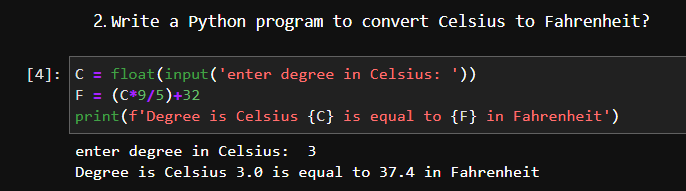 2. Write a Python program to convert Celsius to Fahrenheit?
[4]: C = float(input('enter degree in Celsius: '))
F = (C*9/5)+32
print(f'Degree is Celsius {C} is equal to {F} in Fahrenheit')
enter degree in Celsius:  3
Degree is Celsius 3.0 is equal to 37.4 in Fahrenheit